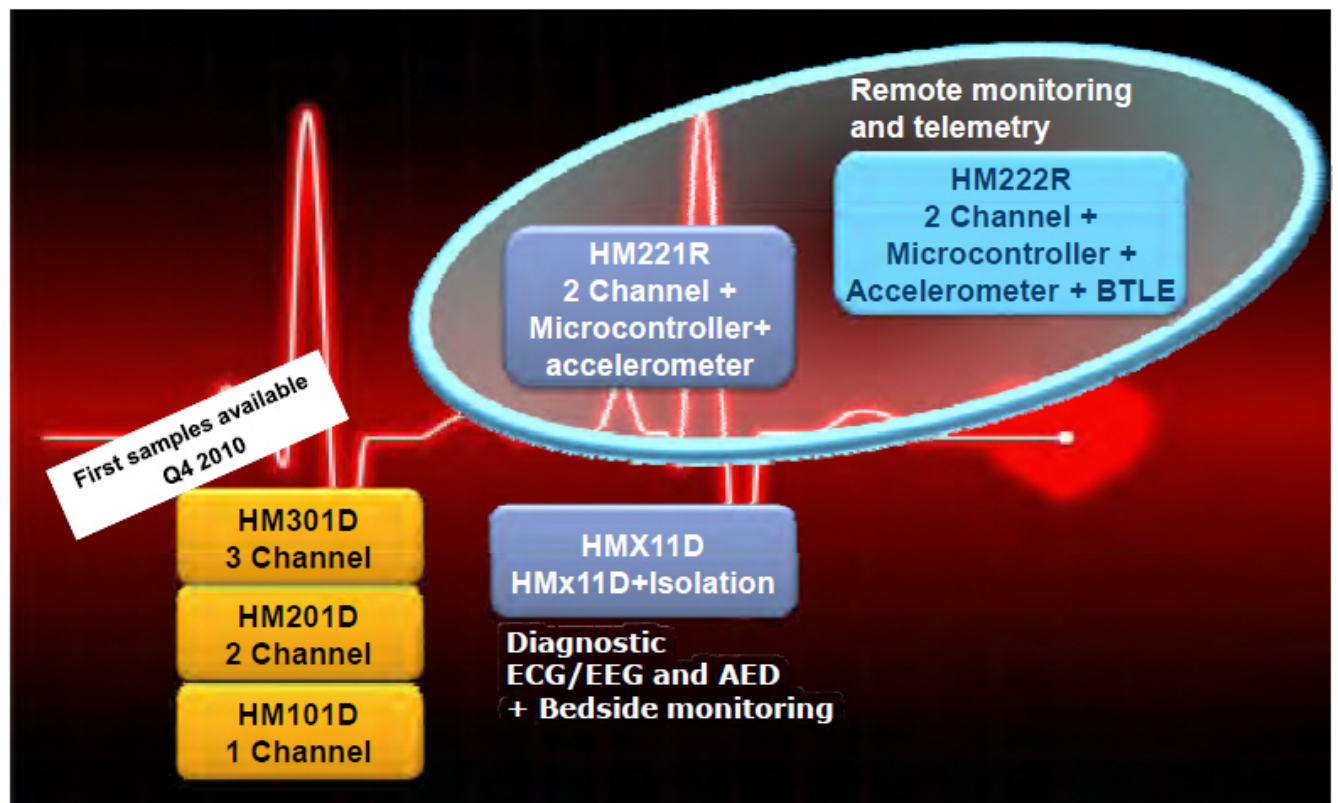 Remote monitoring
and telemetry
HM222R
2 Channel +
Microcontroller +
Accelerometer + BTLE
HM221R
2 Channel +
Microcontroller+
accelerometer
First samples available
Q4 2010
HM301D
3 Channel
HM201D
2 Channel
HM101D
1 Channel
HMX11D
HMx11D+Isolation
Diagnostic
ECG/EEG and AED
+ Bedside monitoring